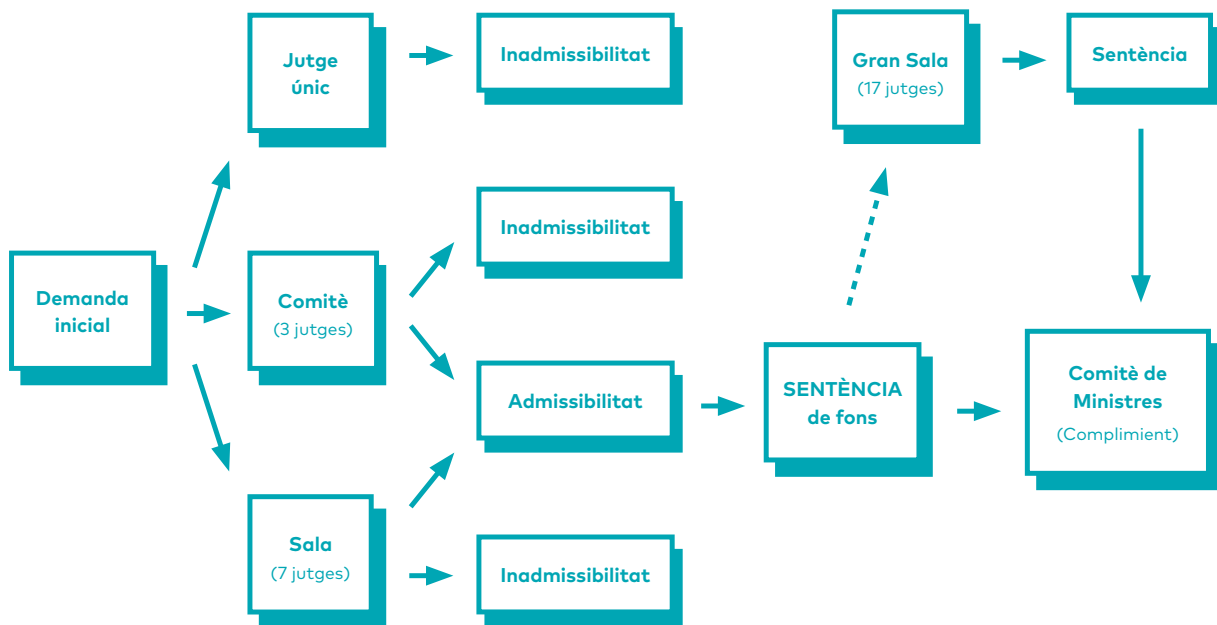 Jutge
únic
Inadmissibilitat
Gran Sala
(17 jutges)
Sentència
Inadmissibilitat
Demanda
inicial
Comitè
(3 jutges)
Admissibilitat
SENTÈNCIA
de fons
Comitè de
Ministres
(Complimient)
Sala
(7 jutges)
Inadmissibilitat